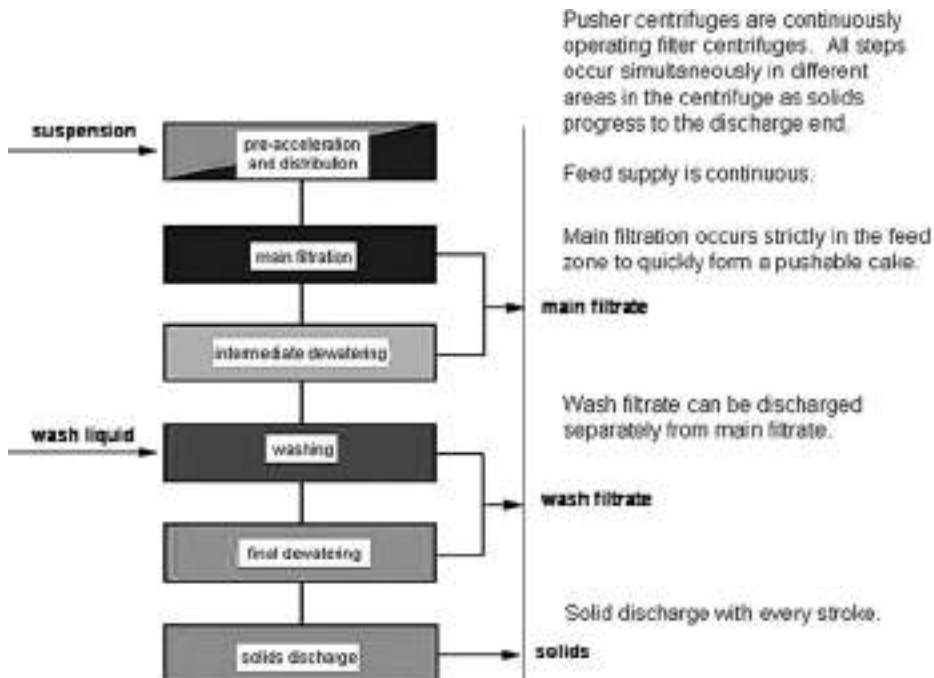 Pusher centrifuges are continuously
operating filter centrifuges. All steps
occur simultaneously in different
areas in the centrifuge as solids
progress to the discharge end.
suspension
pre-acceleration
and distribution
Feed supply is continuous.
Main filtration occurs strictly in the feed
zone to quickly form a pushable cake.
main filtration
main filtrate
intermediate dewatering
Wash filtrate can be discharged
separately from main filtrate.
wash liquid
washing
wash filtrate
final dewatering
Solid discharge with every stroke.
solids discharge
solids